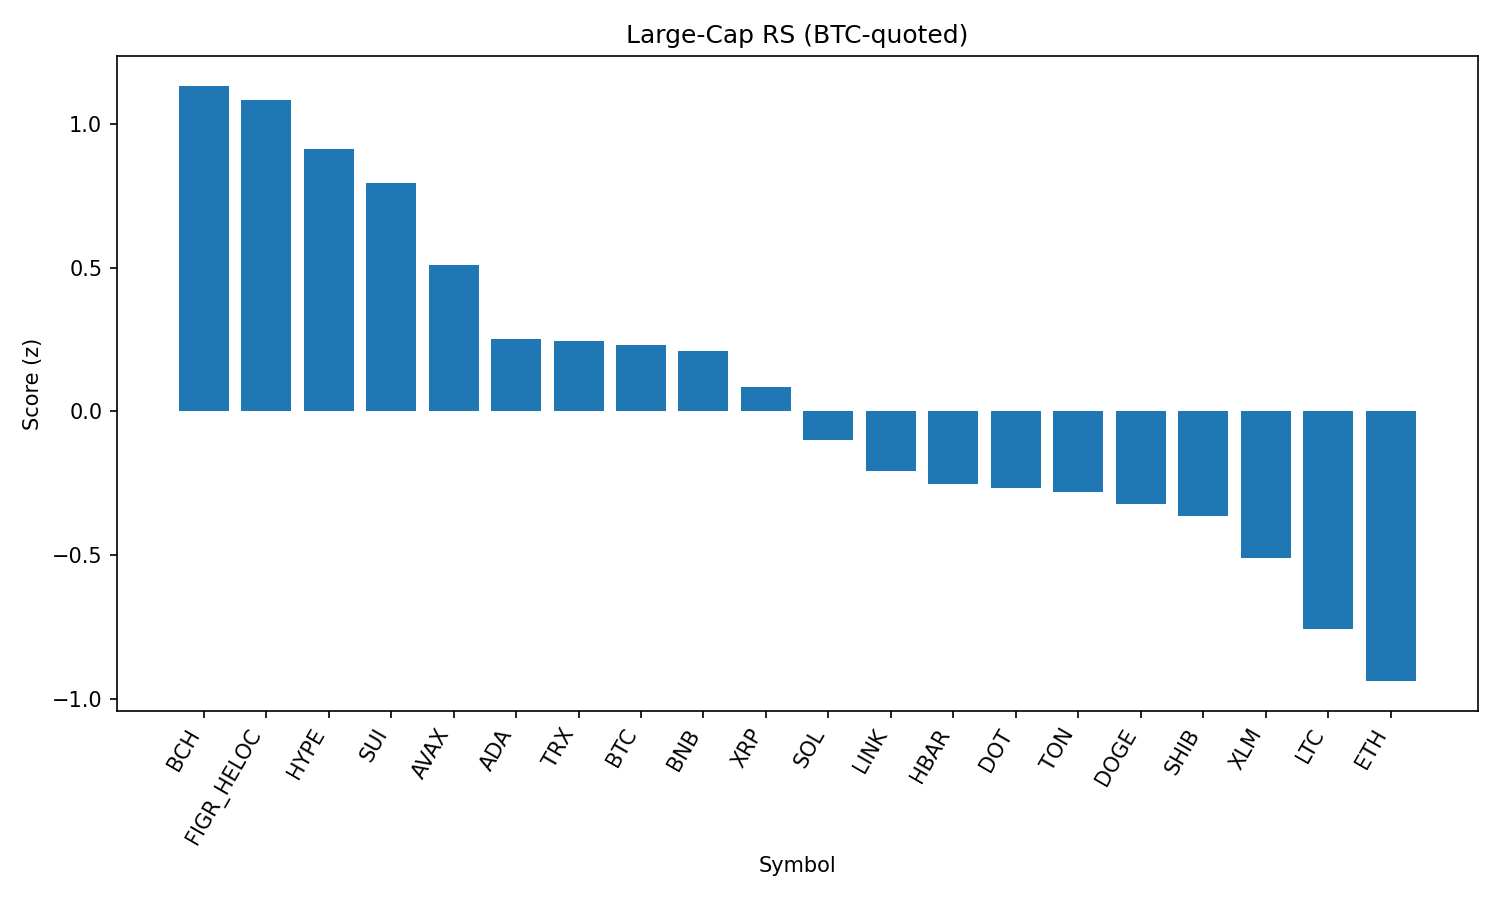 Large-Cap RS (BTC-quoted)
Score (z)
1.0
0.5
0.0
−0.5
−1.0
BCH
FIGR_HELOC
HYPE
SUI
AVAX
ADA
TRX
BTC
BNB
XRP
SOL
LINK
HBAR
DOT
TON
DOGE
SHIB
XLM
LTC
ETH
Symbol